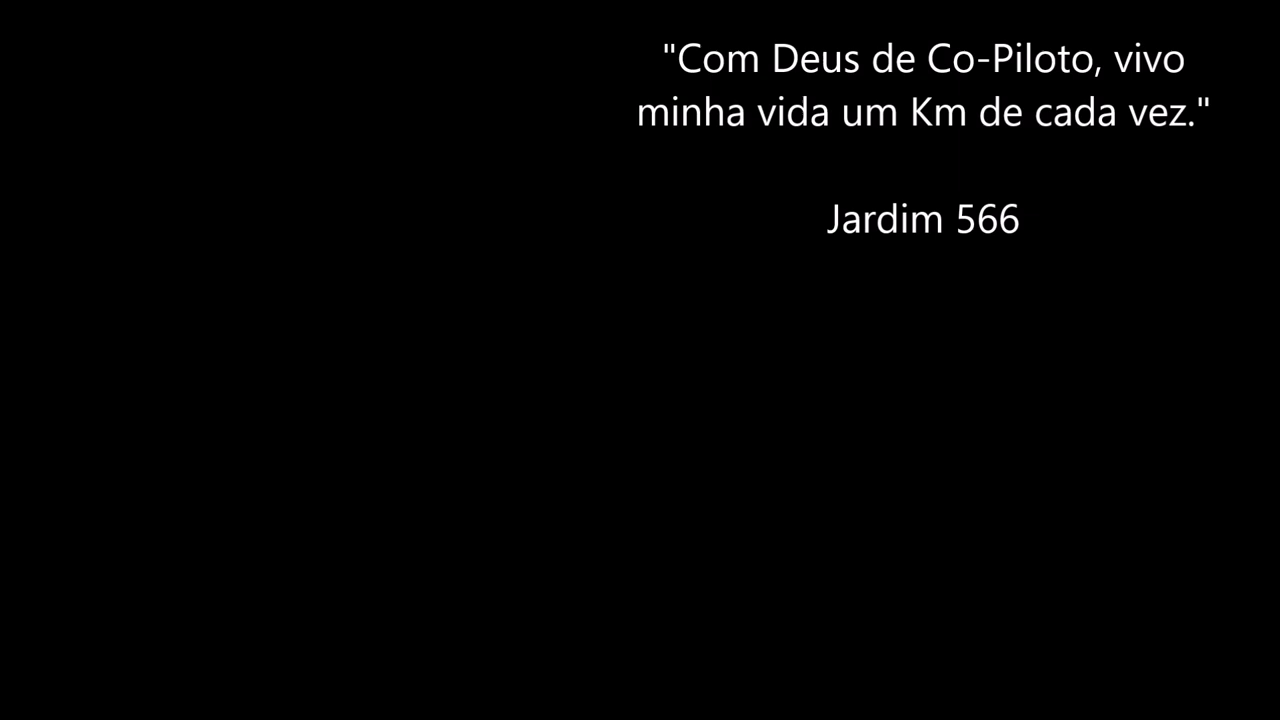 "Com Deus de Co-Piloto, vivo
minha vida um Km de cada vez."
Jardim 566